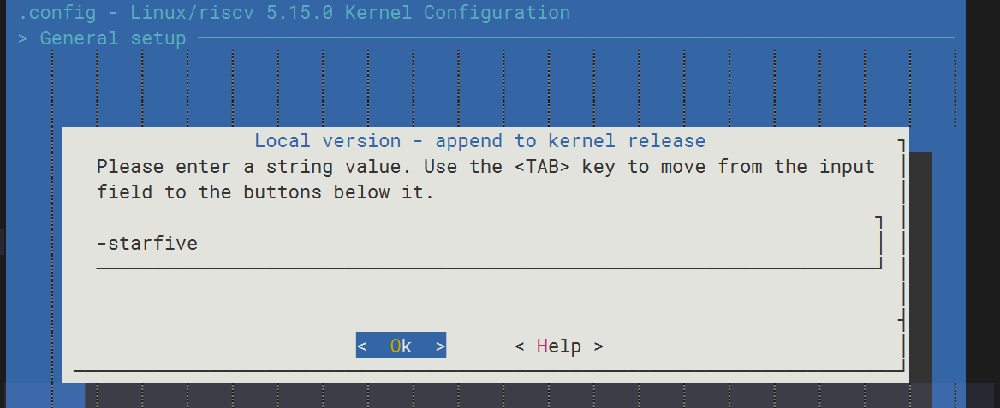 .config - Linux/riscv 5.15.0 Kernel Configuration
> General setup
Local version - append to kernel release
Please enter a string value. Use the <TAB> key to move from the input
field to the buttons below it.
-starfive
< Ok > < Help >